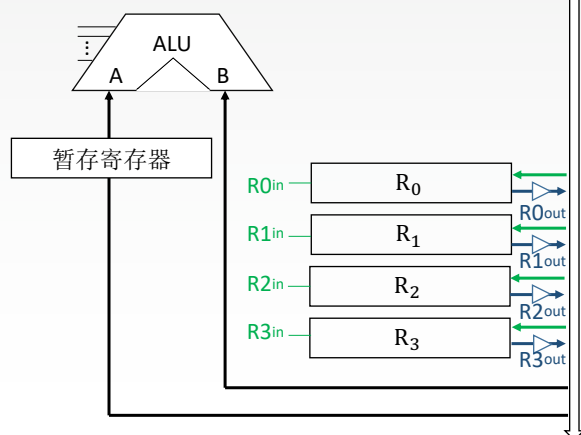 ALU
A B
暂存寄存器
R0in R₀
R0out
R1in R₁
R1out
R2in R₂
R2out
R3in R₃
R3out